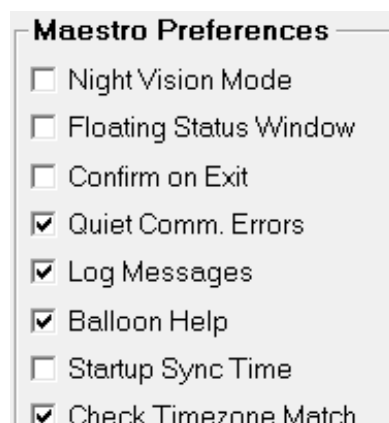 Maestro Preferences
Night Vision Mode
Floating Status Window
Confirm on Exit
Quiet Comm. Errors
Log Messages
Balloon Help
Startup Sync Time
Check Timezone Match